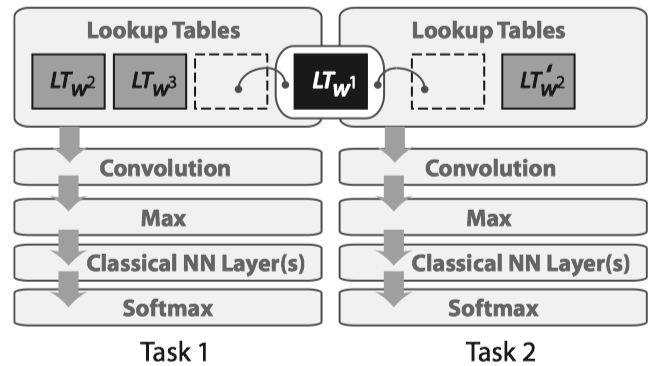 Lookup Tables Lookup Tables
LTw2 LTw3 LTw1 LT'w2
Convolution Convolution
Max Max
Classical NN Layer(s) Classical NN Layer(s)
Softmax Softmax
Task 1 Task 2